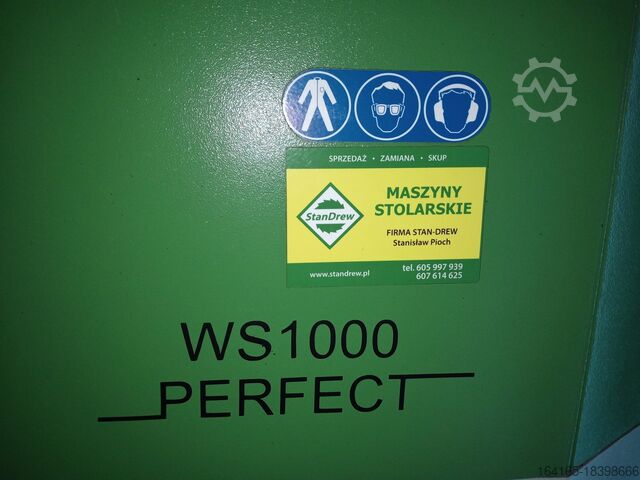 SPRZEDAŻ • ZAMIANA • SKUP
StanDrew
MASZYNY
STOLARSKIE
FIRMA STAN-DREW
Stanisław Pioch
www.standrew.pl
tel. 605 997 939
607 614 625
WS1000
PERFECT
164165-18398666